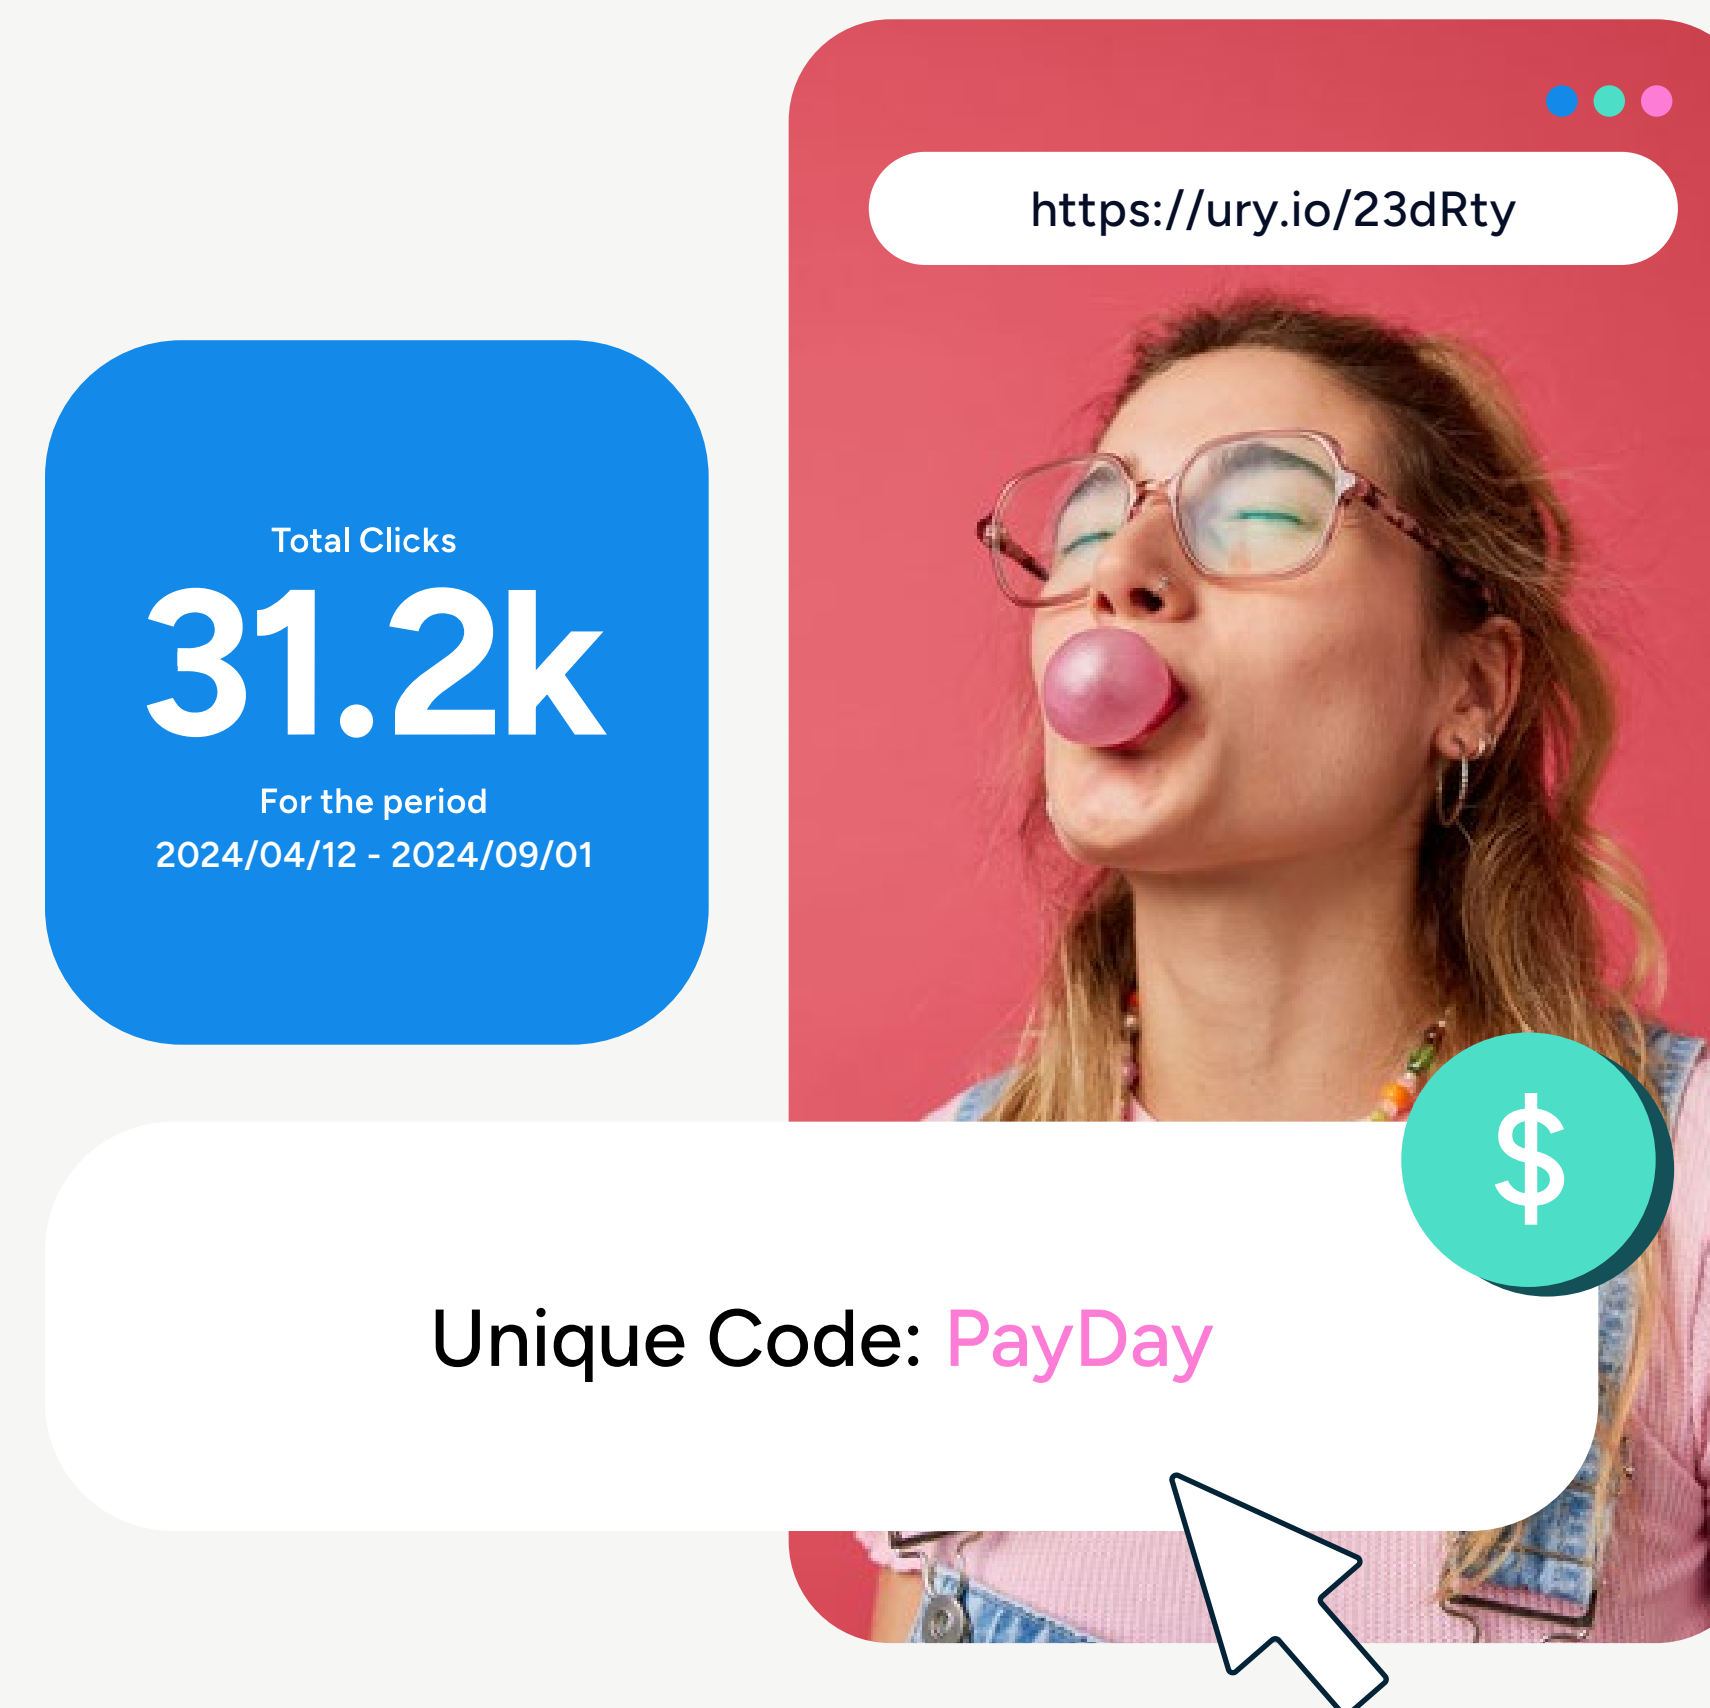 https://ury.io/23dRty
Total Clicks
31.2k
For the period
2024/04/12 - 2024/09/01
$
Unique Code: PayDay